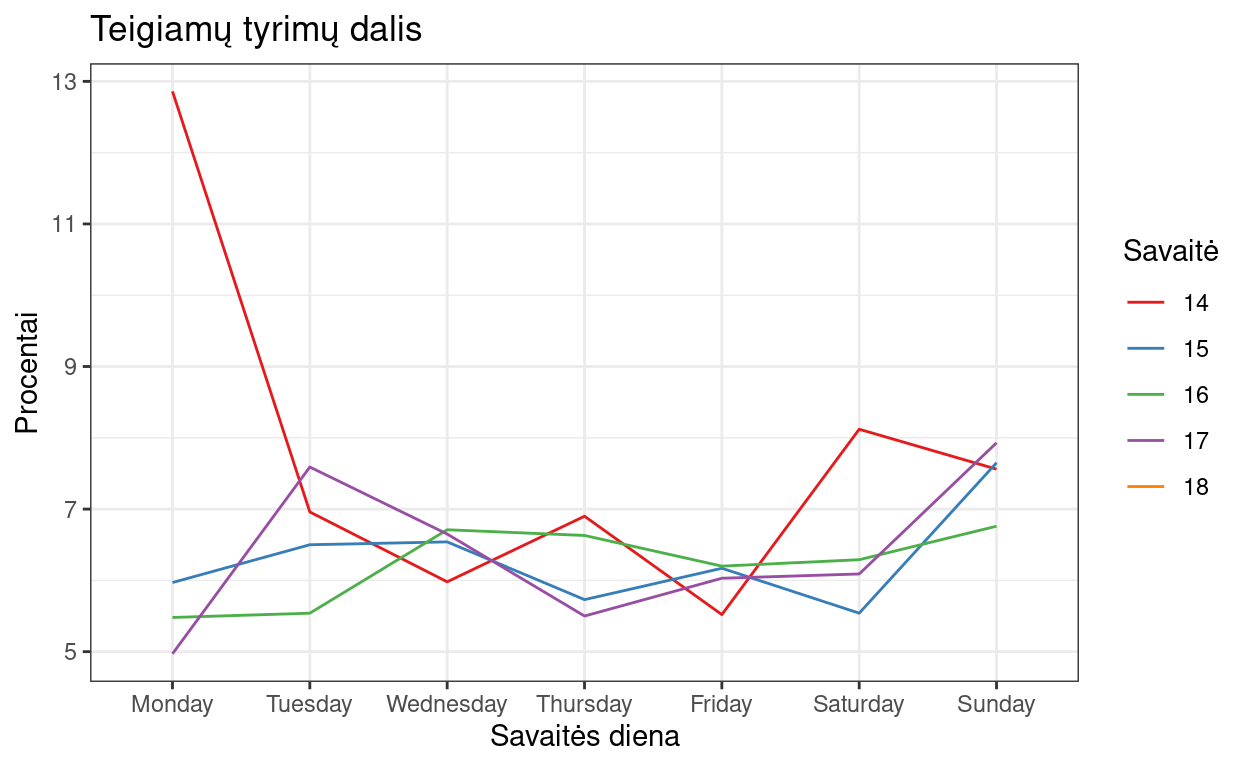 Teigiamų tyrimų dalis
Procentai
13
11
9
7
5
Monday Tuesday Wednesday Thursday Friday Saturday Sunday
Savaitės diena
Savaitė
14
15
16
17
18